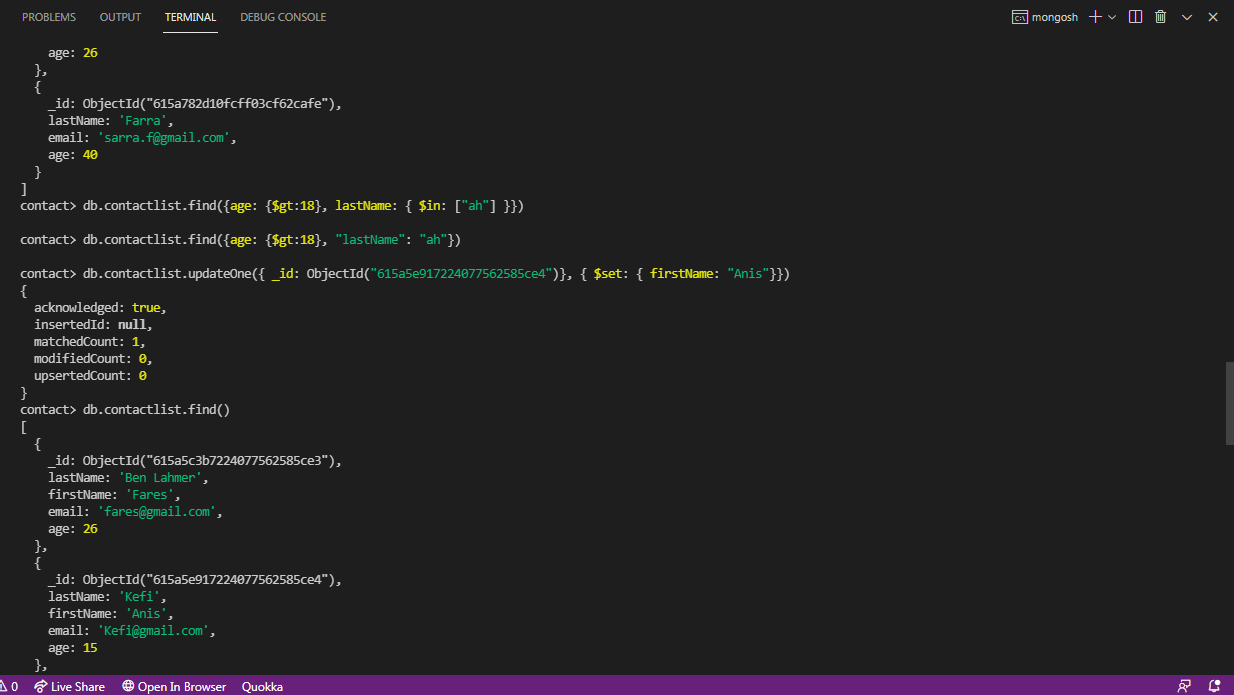 PROBLEMS OUTPUT TERMINAL DEBUG CONSOLE mongosh
age: 26
},
{
_id: ObjectId("615a782d10fcff03cf62cafe"),
lastName: 'Farra',
email: 'sarra.f@gmail.com',
age: 40
}
]
contact> db.contactlist.find({age: {$gt:18}, lastName: { $in: ["ah"] }})
contact> db.contactlist.find({age: {$gt:18}, "lastName": "ah"})
contact> db.contactlist.updateOne({ _id: ObjectId("615a5e917224077562585ce4")}, { $set: { firstName: "Anis"}})
{
acknowledged: true,
insertedId: null,
matchedCount: 1,
modifiedCount: 0,
upsertedCount: 0
}
contact> db.contactlist.find()
[
{
_id: ObjectId("615a5c3b7224077562585ce3"),
lastName: 'Ben Lahmer',
firstName: 'Fares',
email: 'fares@gmail.com',
age: 26
},
{
_id: ObjectId("615a5e917224077562585ce4"),
lastName: 'Kefi',
firstName: 'Anis',
email: 'Kefi@gmail.com',
age: 15
},
0 Live Share Open In Browser Quokka